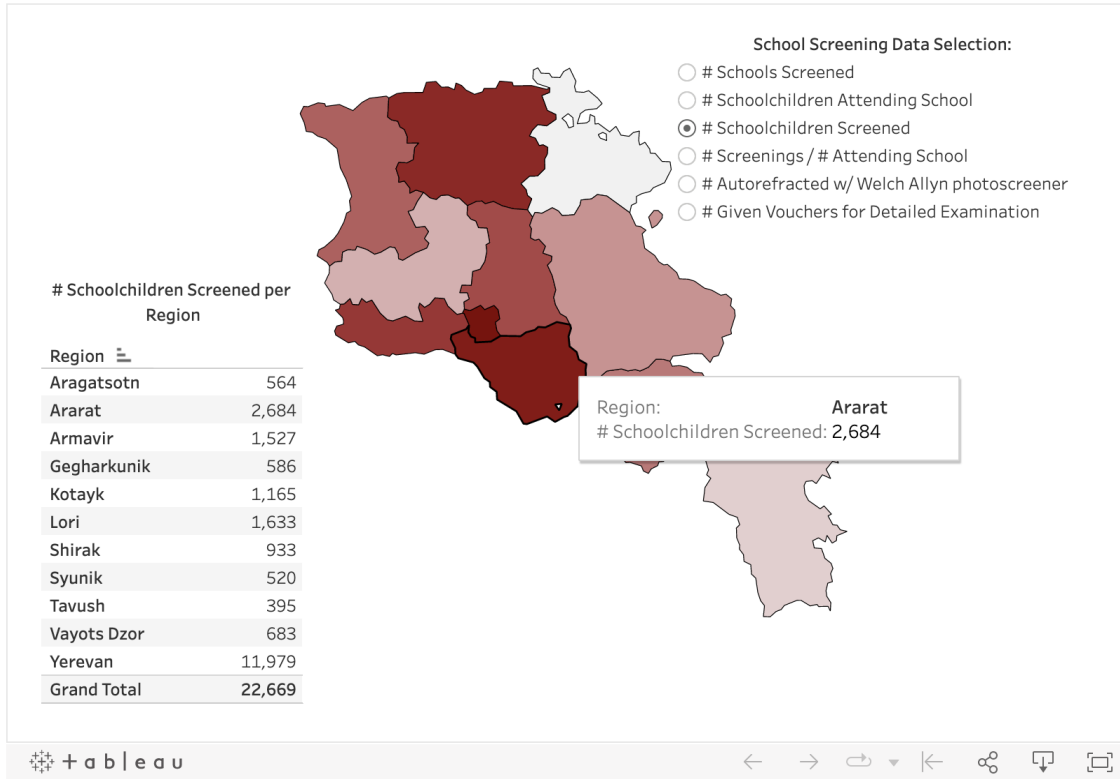 School Screening Data Selection:
# Schools Screened
# Schoolchildren Attending School
# Schoolchildren Screened
# Screenings / # Attending School
# Autorefracted w/ Welch Allyn photoscreener
# Given Vouchers for Detailed Examination
# Schoolchildren Screened per
Region
Region
Aragatsotn 564
Ararat 2,684
Armavir 1,527
Gegharkunik 586
Kotayk 1,165
Lori 1,633
Shirak 933
Syunik 520
Tavush 395
Vayots Dzor 683
Yerevan 11,979
Grand Total 22,669
Region: Ararat
# Schoolchildren Screened: 2,684
+ableau